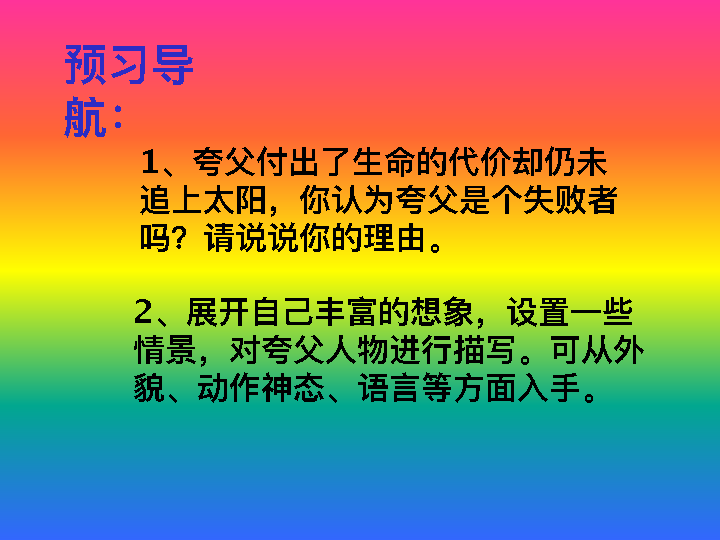 预习导
航：
1、夸父付出了生命的代价却仍未
追上太阳，你认为夸父是个失败者
吗？请说说你的理由。
2、展开自己丰富的想象，设置一些
情景，对夸父人物进行描写。可从外
貌、动作神态、语言等方面入手。